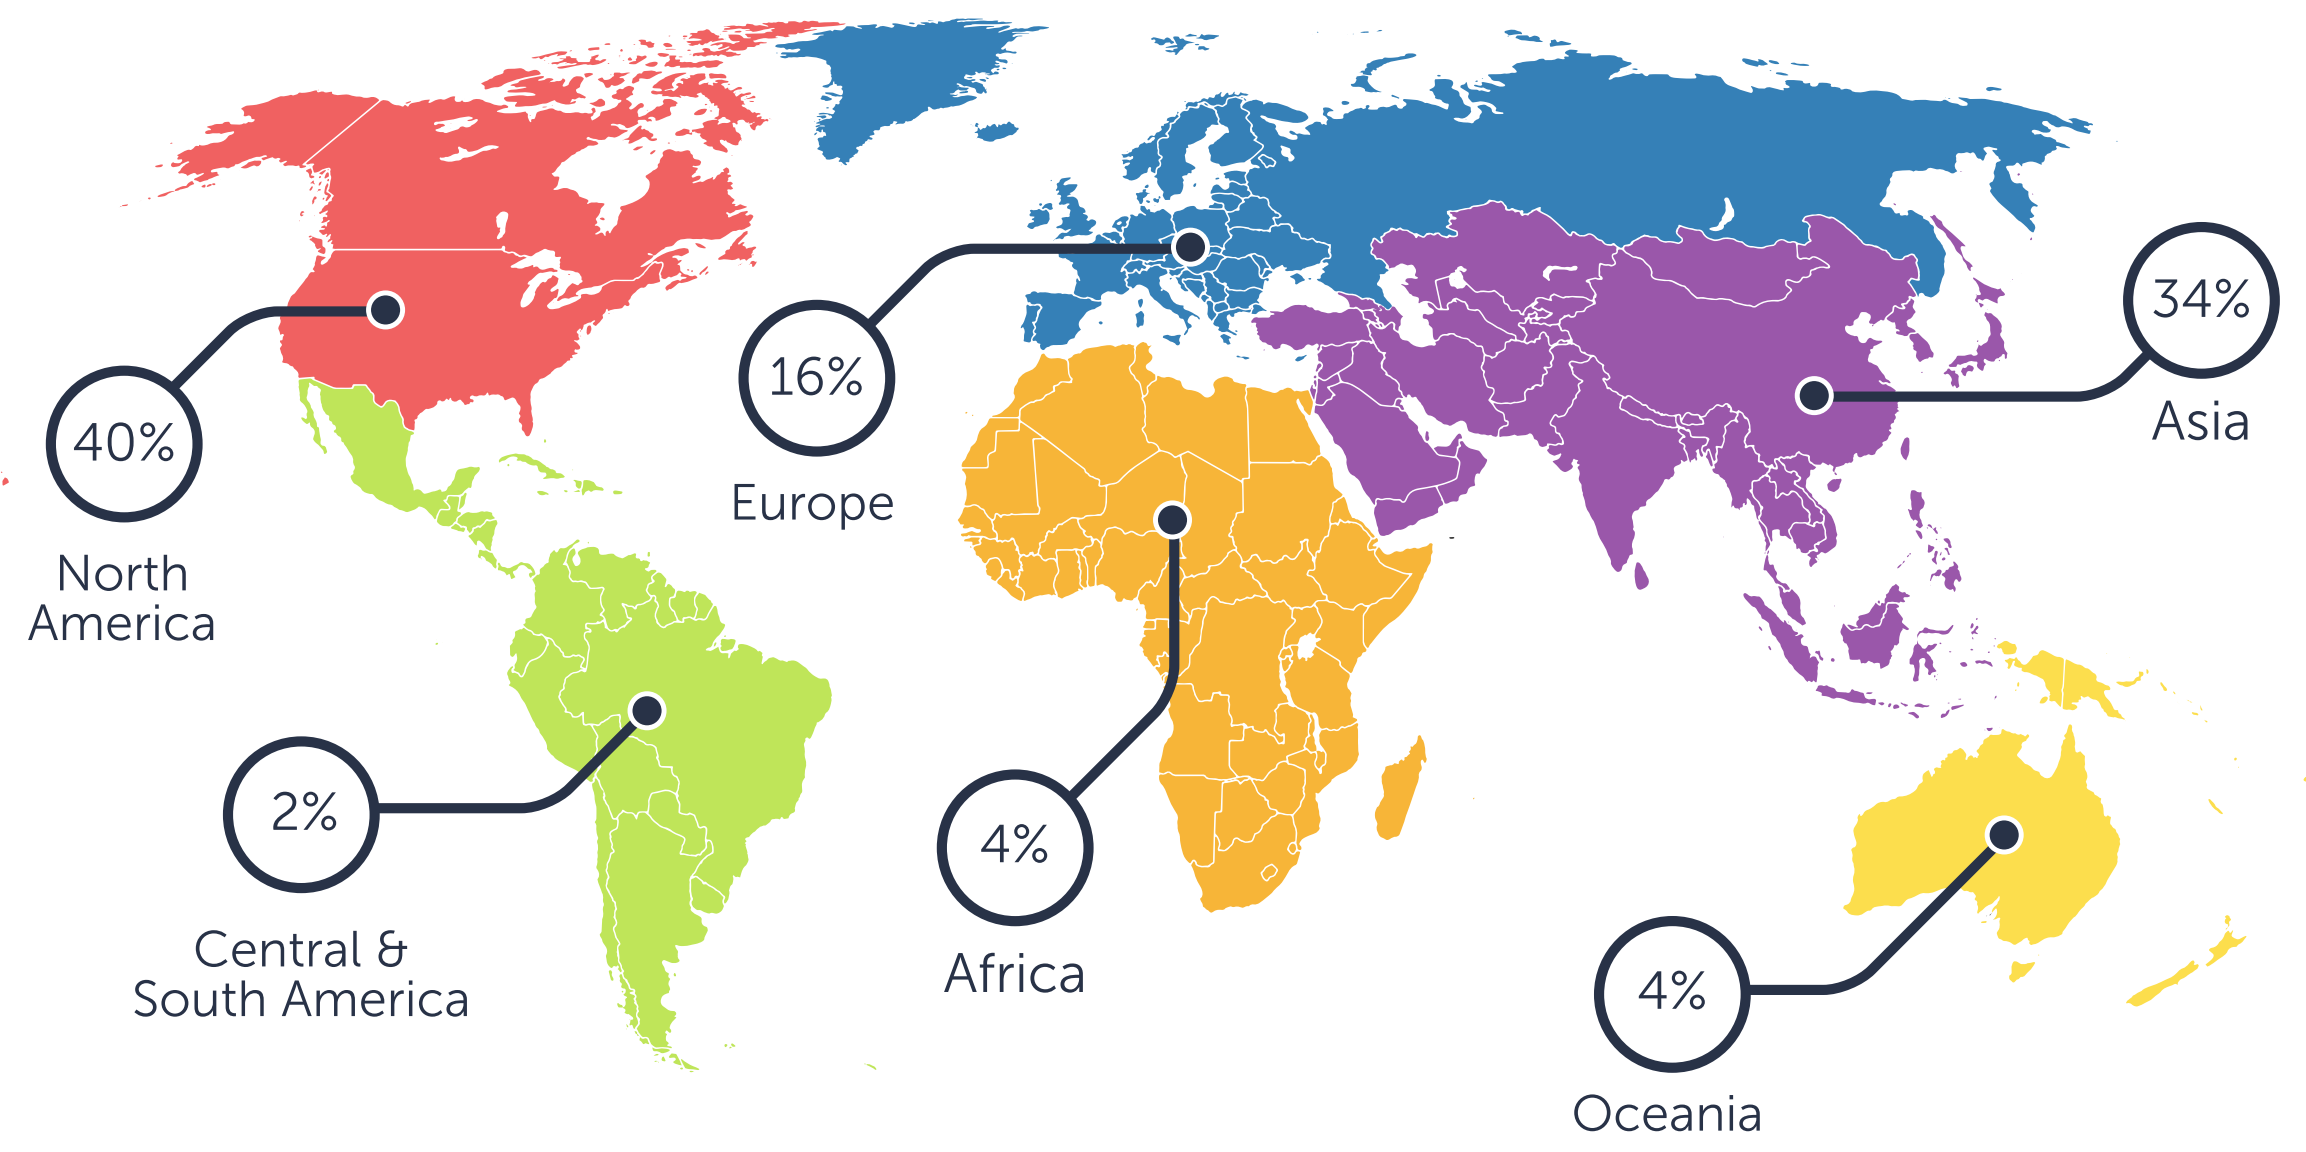 40%
North
America
16%
Europe
34%
Asia
2%
Central &
South America
4%
Africa
4%
Oceania